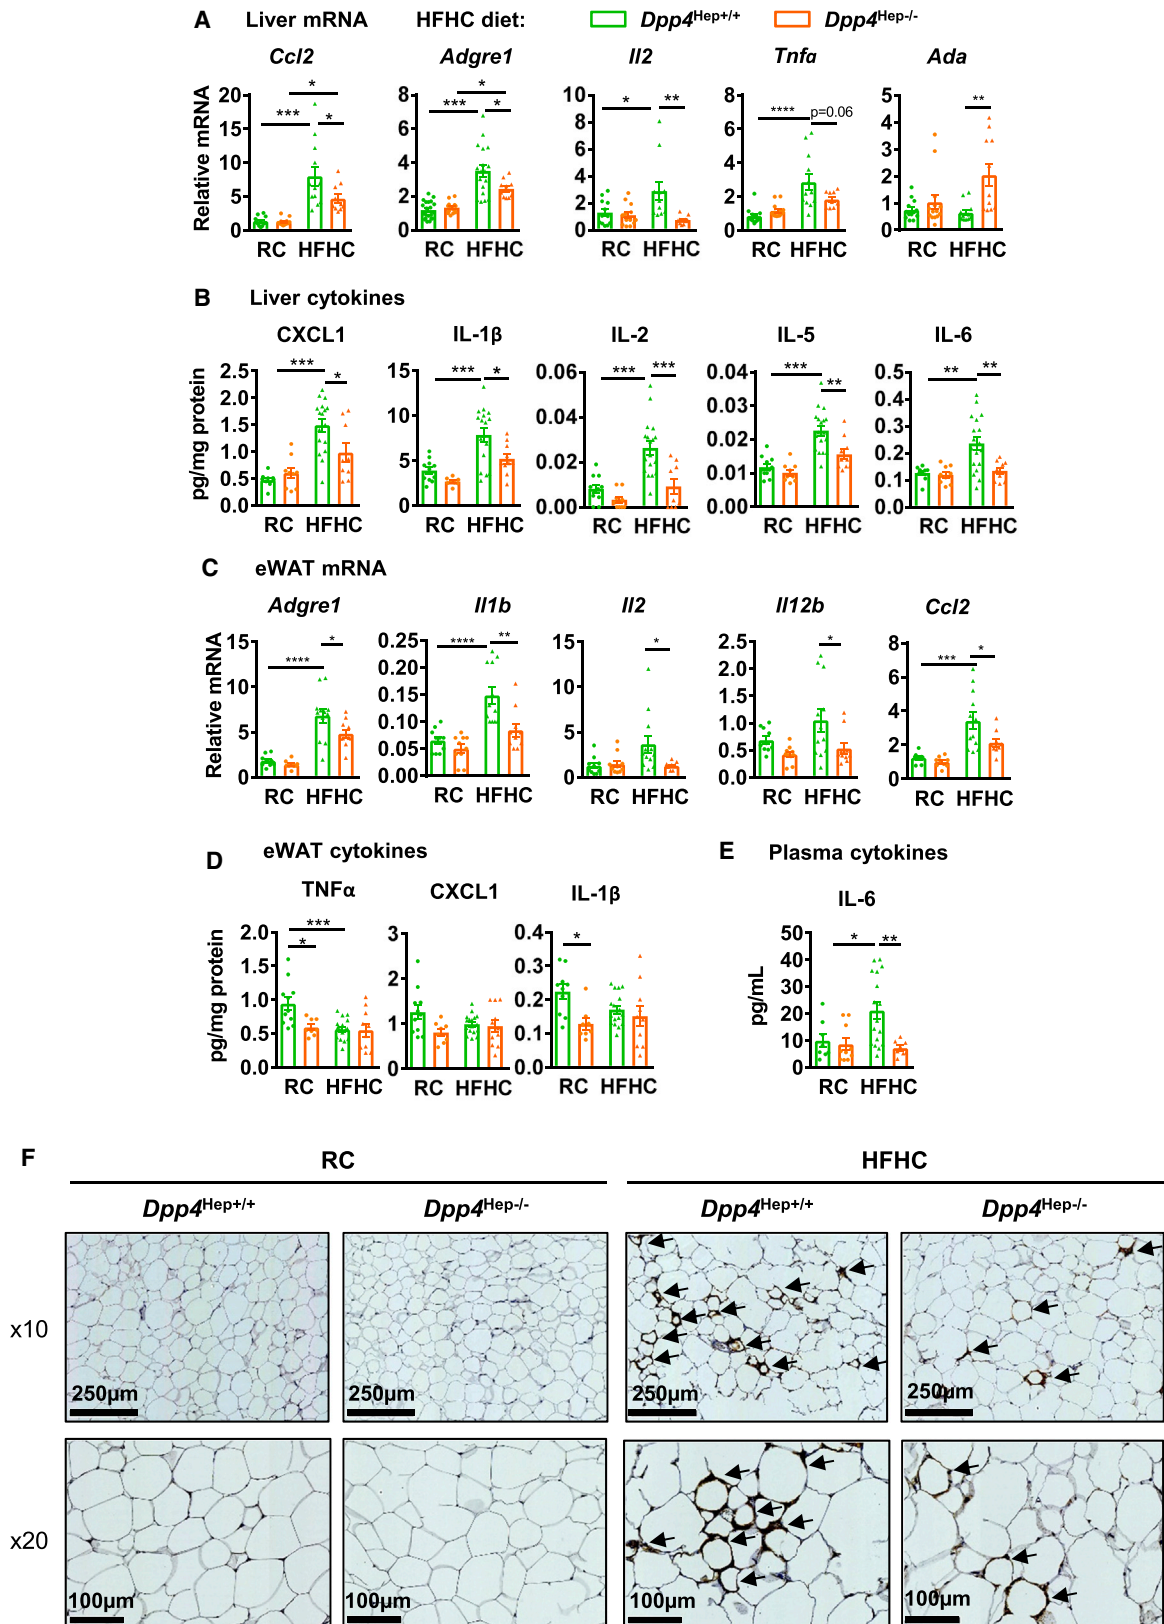 A Liver mRNA HFHC diet: Dpp4Hep+/+ Dpp4Hep-/-
Ccl2 Adgre1 Il2 Tnfα Ada
Relative mRNA
20 15 10 5 0
*** * *
RC HFHC
8 6 4 2 0
*** * *
RC HFHC
10 8 6 4 2 0
* **
RC HFHC
8 6 4 2 0
**** p=0.06
RC HFHC
5 4 3 2 1 0
**
RC HFHC
B Liver cytokines
CXCL1 IL-1β IL-2 IL-5 IL-6
pg/mg protein
2.5 2.0 1.5 1.0 0.5 0.0
*** *
RC HFHC
15 10 5 0
*** *
RC HFHC
0.06 0.04 0.02 0.00
*** ***
RC HFHC
0.04 0.03 0.02 0.01 0.00
*** **
RC HFHC
0.5 0.4 0.3 0.2 0.1 0.0
** **
RC HFHC
C eWAT mRNA
Adgre1 Il1b Il2 Il12b Ccl2
Relative mRNA
15 10 5 0
**** *
RC HFHC
0.25 0.20 0.15 0.10 0.05 0.00
**** **
RC HFHC
15 10 5 0
*
RC HFHC
2.5 2.0 1.5 1.0 0.5 0.0
*
RC HFHC
8 6 4 2 0
*** *
RC HFHC
D eWAT cytokines
TNFα CXCL1 IL-1β
pg/mg protein
2.0 1.5 1.0 0.5 0.0
*** *
RC HFHC
3 2 1 0
RC HFHC
0.4 0.3 0.2 0.1 0.0
*
RC HFHC
E Plasma cytokines
IL-6
pg/mL
50 40 30 20 10 0
* **
RC HFHC
F
RC HFHC
Dpp4Hep+/+ Dpp4Hep-/- Dpp4Hep+/+ Dpp4Hep-/-
x10
250µm 250µm 250µm 250µm
x20
100µm 100µm 100µm 100µm